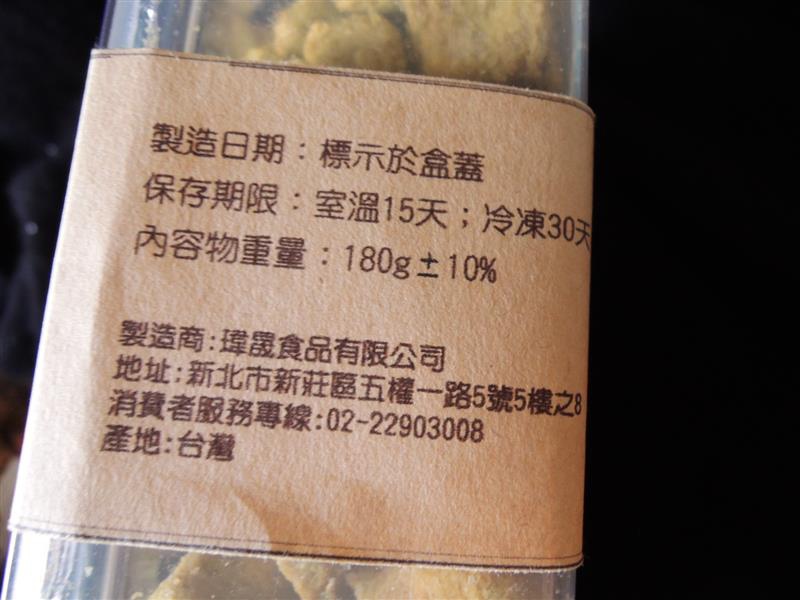 製造日期：標示於盒蓋
保存期限：室溫15天；冷凍30天
內容物重量：180g±10%
製造商:瑋晟食品有限公司
地址:新北市新莊區五權一路5號5樓之8
消費者服務專線:02-22903008
產地:台灣